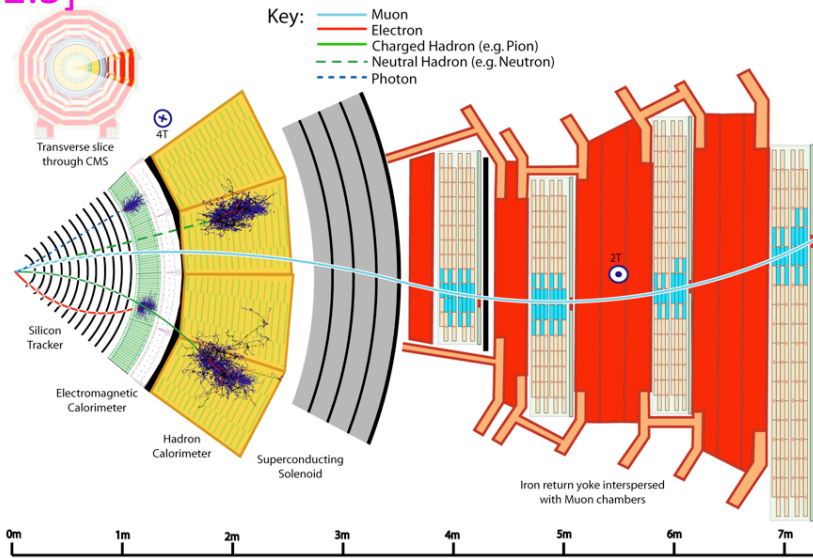 Key:
Muon
Electron
Charged Hadron (e.g. Pion)
Neutral Hadron (e.g. Neutron)
Photon
Transverse slice
through CMS
4T
2T
Silicon
Tracker
Electromagnetic
Calorimeter
Hadron
Calorimeter
Superconducting
Solenoid
Iron return yoke interspersed
with Muon chambers
0m 1m 2m 3m 4m 5m 6m 7m